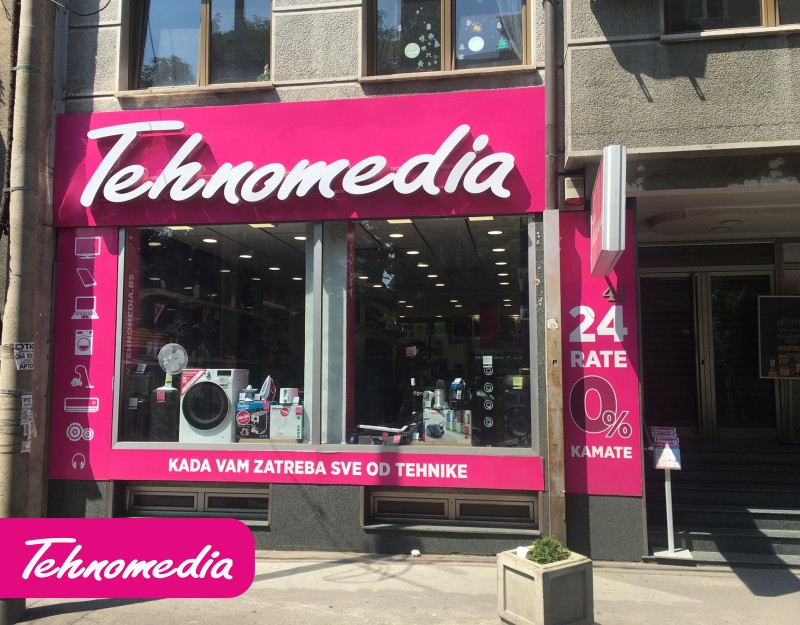 Tehnomedia
TEHNOMEDIA.RS
24
RATE
0%
KAMATE
KADA VAM ZATREBA SVE OD TEHNIKE
Tehnomedia